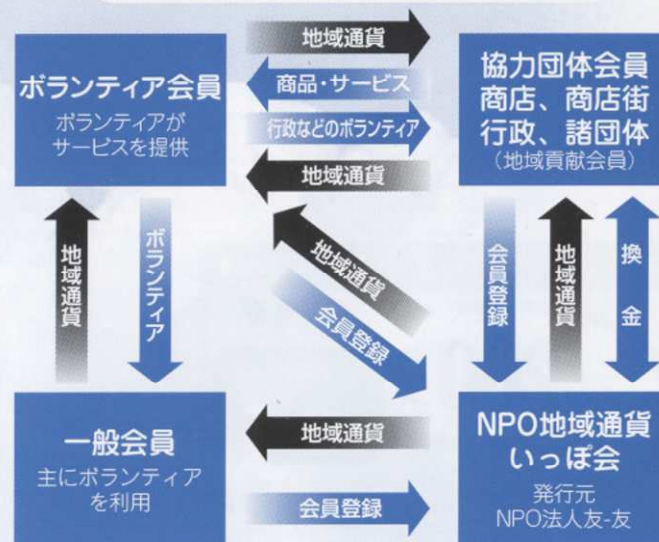 地域通貨
ボランティア会員
ボランティアが
サービスを提供
商品・サービス
行政などのボランティア
地域通貨
協力団体会員
商店、商店街
行政、諸団体
(地域貢献会員)
地域通貨
ボランティア
地域通貨
会員登録
会員登録
地域通貨
換金
一般会員
主にボランティア
を利用
地域通貨
会員登録
NPO地域通貨
いっぽ会
発行元
NPO法人友-友